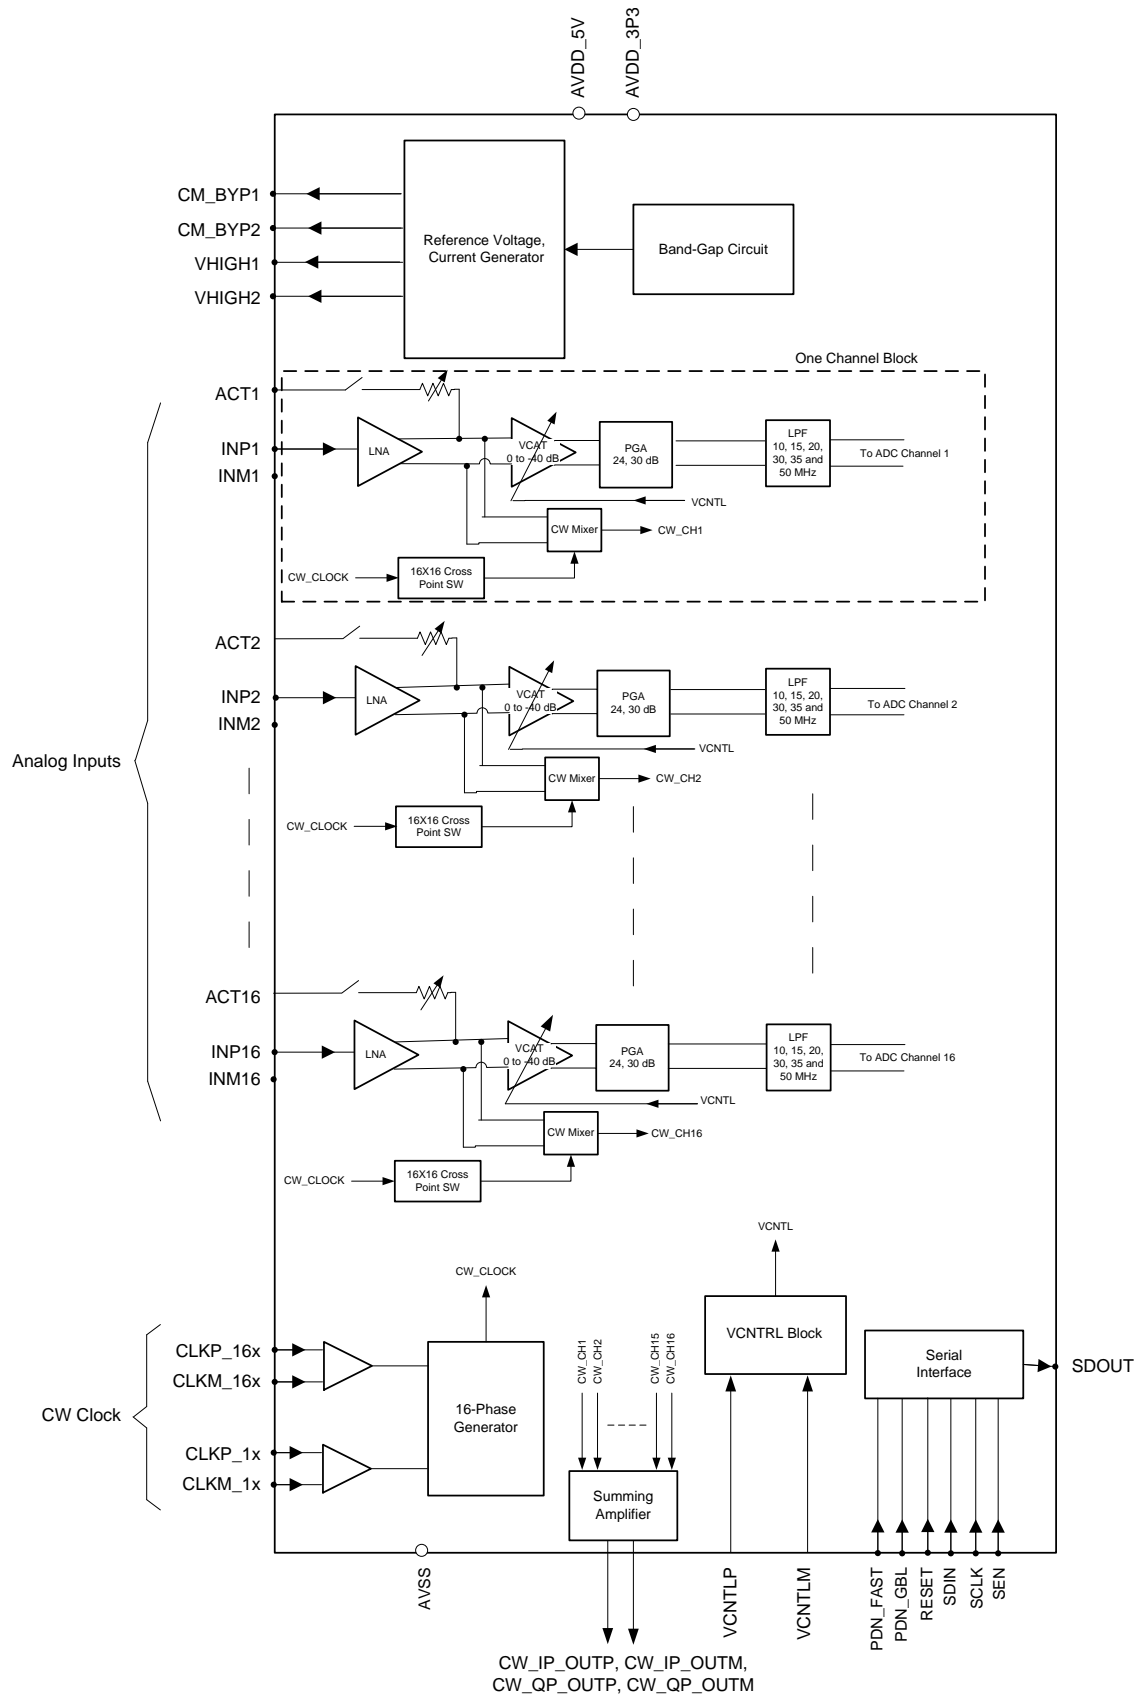 AVDD_5V
AVDD_3P3
CM_BYP1
CM_BYP2
VHIGH1
VHIGH2
Reference Voltage,
Current Generator
Band-Gap Circuit
One Channel Block
ACT1
INP1
INM1
LNA
VCAT
0 to -40 dB
PGA
24, 30 dB
LPF
10, 15, 20,
30, 35 and
50 MHz
To ADC Channel 1
VCNTL
CW Mixer
CW_CH1
CW_CLOCK
16X16 Cross
Point SW
ACT2
INP2
INM2
LNA
VCAT
0 to -40 dB
PGA
24, 30 dB
LPF
10, 15, 20,
30, 35 and
50 MHz
To ADC Channel 2
VCNTL
CW Mixer
CW_CH2
CW_CLOCK
16X16 Cross
Point SW
Analog Inputs
ACT16
INP16
INM16
LNA
VCAT
0 to -40 dB
PGA
24, 30 dB
LPF
10, 15, 20,
30, 35 and
50 MHz
To ADC Channel 16
VCNTL
CW Mixer
CW_CH16
CW_CLOCK
16X16 Cross
Point SW
CW Clock
CLKP_16x
CLKM_16x
CLKP_1x
CLKM_1x
CW_CLOCK
16-Phase
Generator
CW_CH1
CW_CH2
CW_CH15
CW_CH16
Summing
Amplifier
VCNTL
VCNTRL Block
Serial
Interface
SDOUT
AVSS
VCNTLP
VCNTLM
PDN_FAST
PDN_GBL
RESET
SDIN
SCLK
SEN
CW_IP_OUTP, CW_IP_OUTM,
CW_QP_OUTP, CW_QP_OUTM